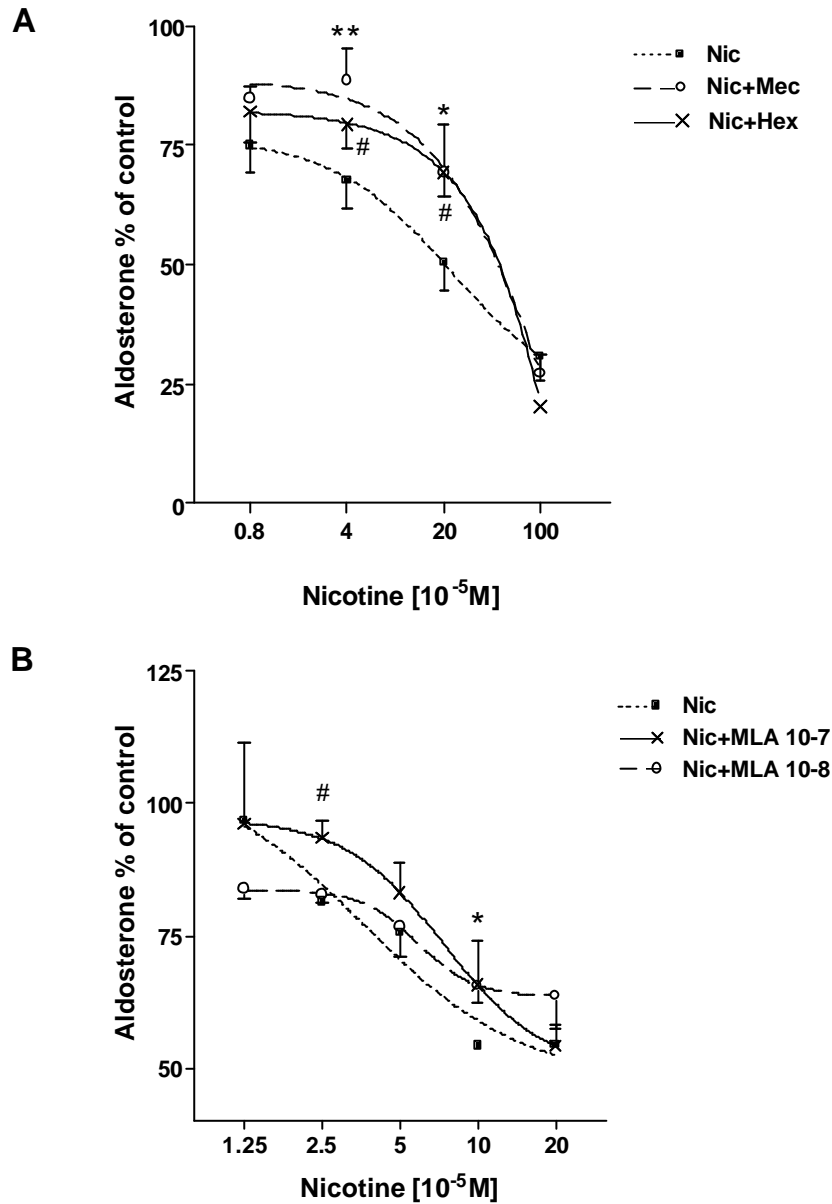 A
100
75
50
25
0
Aldosterone % of control
**
*
#
#
Nic
Nic+Mec
Nic+Hex
0.8 4 20 100
Nicotine [10⁻⁵M]
B
125
100
75
50
Aldosterone % of control
#
*
Nic
Nic+MLA 10-7
Nic+MLA 10-8
1.25 2.5 5 10 20
Nicotine [10⁻⁵M]